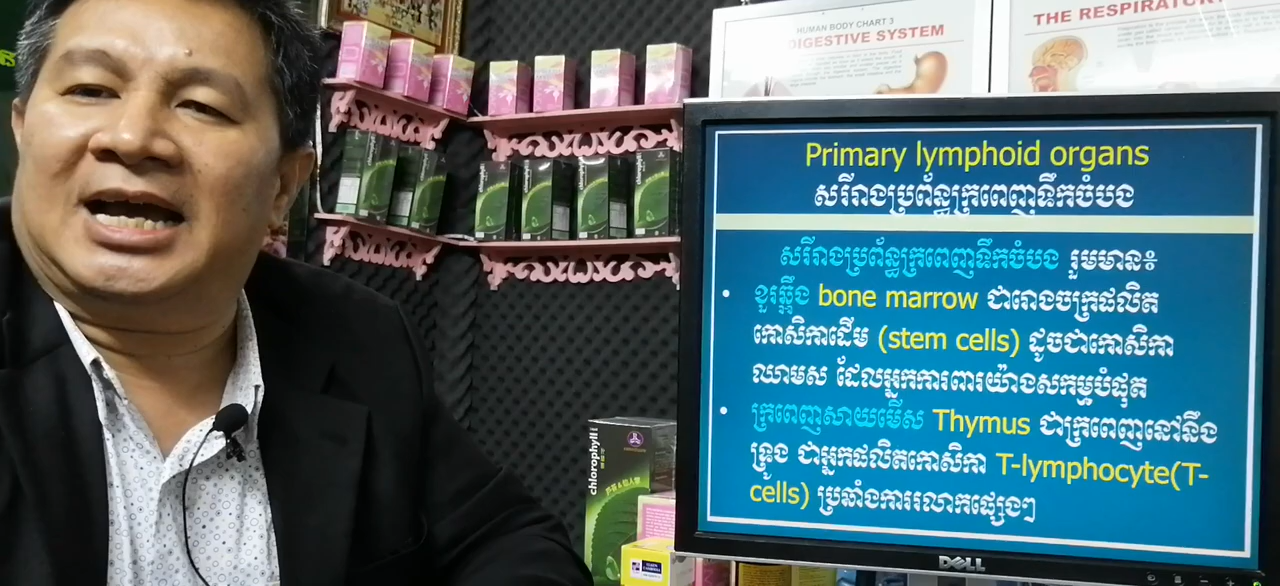 HUMAN BODY CHART 3
DIGESTIVE SYSTEM
THE RESPIRATOR
Primary lymphoid organs
សរីរាងប្រព័ន្ធក្រពេញទឹកចំបង
សរីរាងប្រព័ន្ធក្រពេញទឹកចំបង រួមមាន៖
• ខួរឆ្អឹង bone marrow ជារោងចក្រផលិត
កោសិកាដើម (stem cells) ដូចជាកោសិកា
ឈាមស ដែលអ្នកការពារយ៉ាងសកម្មបំផុត
• ក្រពេញសាយមើស Thymus ជាក្រពេញនៅនឹង
ទ្រូង ជាអ្នកផលិតកោសិកា T-lymphocyte(T-
cells) ប្រឆាំងការរលាកផ្សេងៗ
chlorophyll
DELL